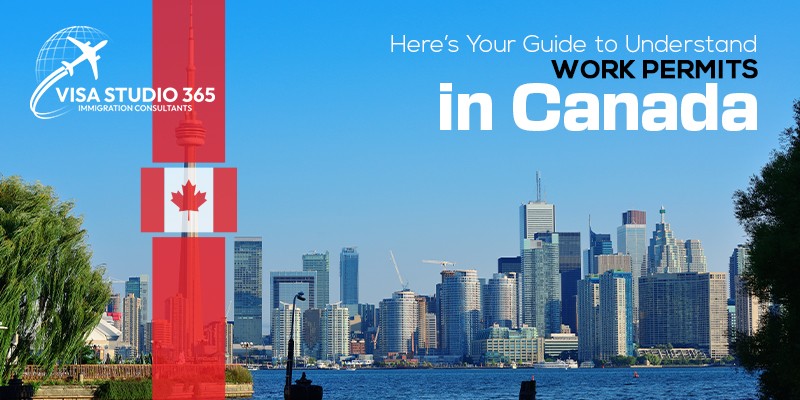 VISA STUDIO 365
IMMIGRATION CONSULTANTS
Here's Your Guide to Understand
WORK PERMITS
in Canada